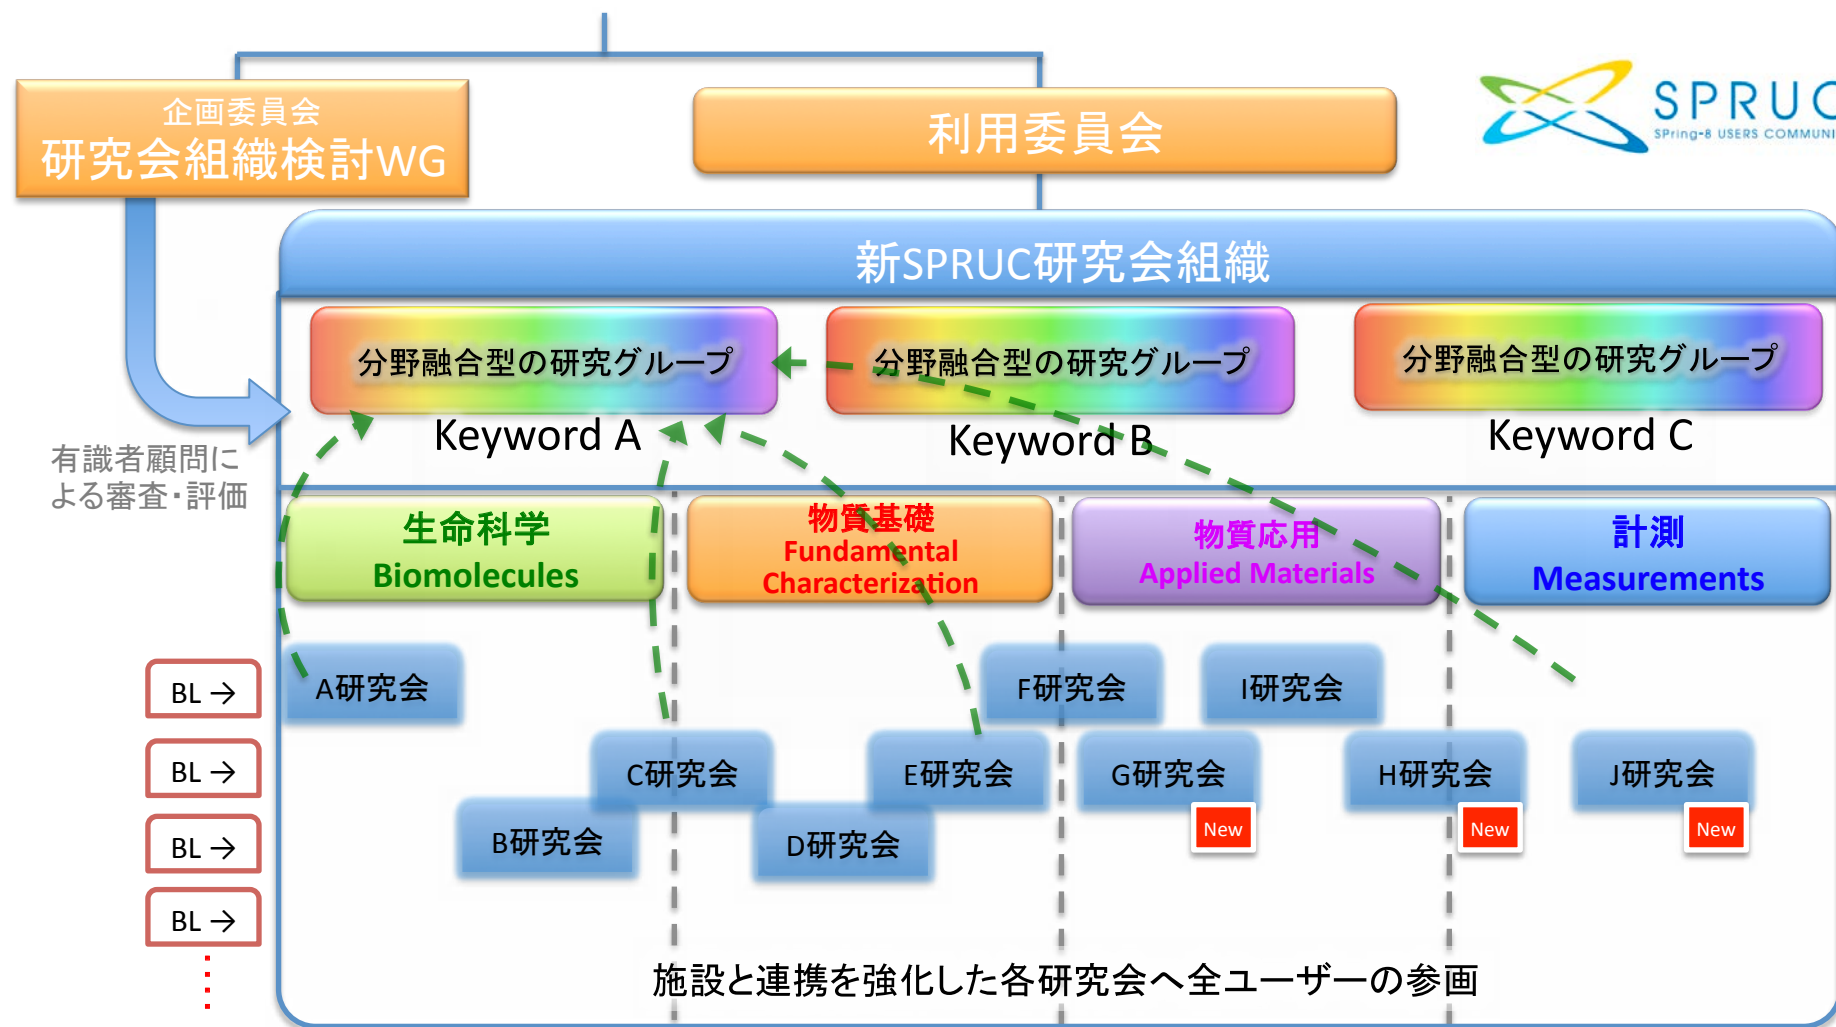 企画委員会
研究会組織検討WG
利用委員会
SPRUC
SPring-8 USERS COMMUNI
新SPRUC研究会組織
分野融合型の研究グループ
分野融合型の研究グループ
分野融合型の研究グループ
Keyword A
Keyword B
Keyword C
有識者顧問に
よる審査・評価
生命科学
Biomolecules
物質基礎
Fundamental
Characterization
物質応用
Applied Materials
計測
Measurements
BL →
A研究会
F研究会
I研究会
BL →
C研究会
E研究会
G研究会
New
H研究会
New
J研究会
New
BL →
B研究会
D研究会
BL →
施設と連携を強化した各研究会へ全ユーザーの参画